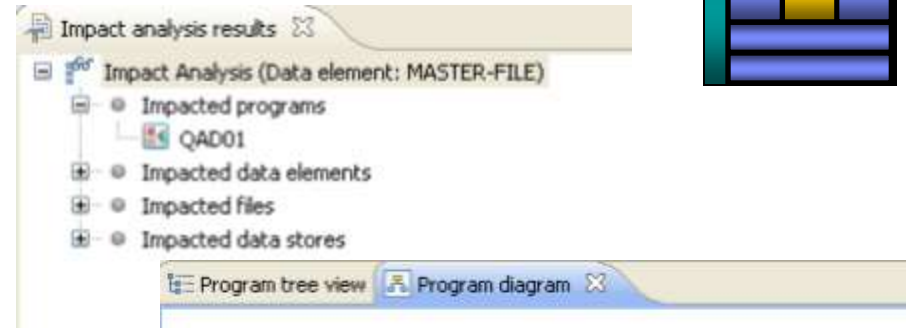 Impact analysis results
Impact Analysis (Data element: MASTER-FILE)
Impacted programs
QAD01
Impacted data elements
Impacted files
Impacted data stores
Program tree view Program diagram